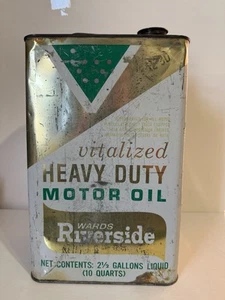 vitalized
HEAVY DUTY
MOTOR OIL
WARDS
Riverside
NET CONTENTS: 2½ GALLONS LIQUID
(10 QUARTS)